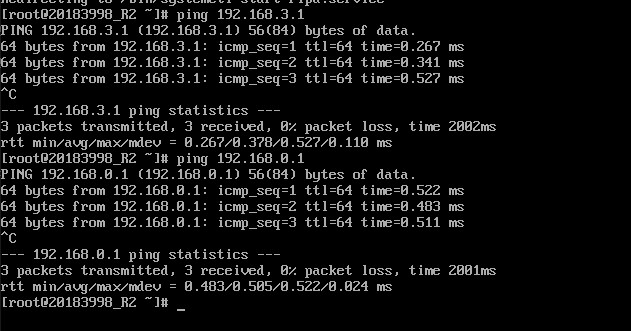 Redirecting to /bin/systemctl start ripd.service
[root@20183998_R2 ~]# ping 192.168.3.1
PING 192.168.3.1 (192.168.3.1) 56(84) bytes of data.
64 bytes from 192.168.3.1: icmp_seq=1 ttl=64 time=0.267 ms
64 bytes from 192.168.3.1: icmp_seq=2 ttl=64 time=0.341 ms
64 bytes from 192.168.3.1: icmp_seq=3 ttl=64 time=0.527 ms
^C
--- 192.168.3.1 ping statistics ---
3 packets transmitted, 3 received, 0% packet loss, time 2002ms
rtt min/avg/max/mdev = 0.267/0.378/0.527/0.110 ms
[root@20183998_R2 ~]# ping 192.168.0.1
PING 192.168.0.1 (192.168.0.1) 56(84) bytes of data.
64 bytes from 192.168.0.1: icmp_seq=1 ttl=64 time=0.522 ms
64 bytes from 192.168.0.1: icmp_seq=2 ttl=64 time=0.483 ms
64 bytes from 192.168.0.1: icmp_seq=3 ttl=64 time=0.511 ms
^C
--- 192.168.0.1 ping statistics ---
3 packets transmitted, 3 received, 0% packet loss, time 2001ms
rtt min/avg/max/mdev = 0.483/0.505/0.522/0.024 ms
[root@20183998_R2 ~]# _